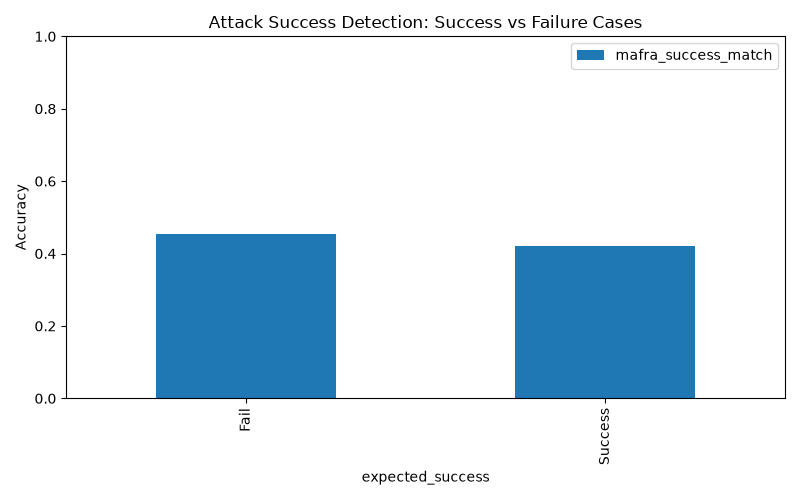 Attack Success Detection: Success vs Failure Cases
mafra_success_match
1.0
0.8
0.6
0.4
0.2
0.0
Accuracy
Fail
Success
expected_success